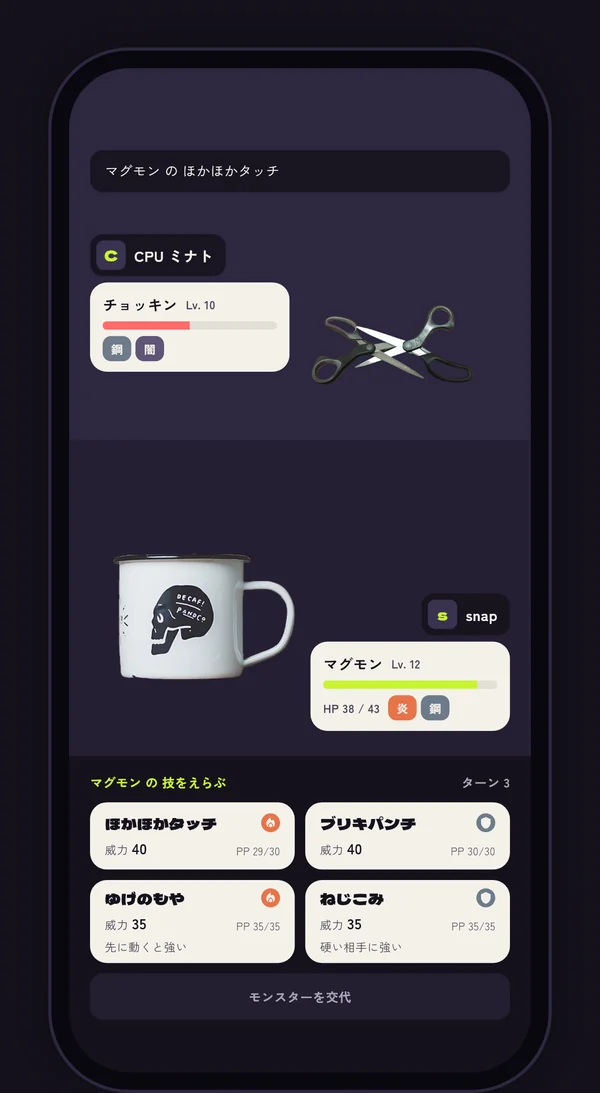 マグモン の ほかほかタッチ
C CPU ミナト
チョッキン Lv. 10
鋼 闇
DECAF!
PANDCo
s snap
マグモン Lv. 12
HP 38 / 43 炎 鋼
マグモン の 技をえらぶ ターン 3
ほかほかタッチ
威力 40 PP 29/30
ブリキパンチ
威力 40 PP 30/30
ゆげのもや
威力 35 PP 35/35
先に動くと強い
ねじこみ
威力 35 PP 35/35
硬い相手に強い
モンスターを交代